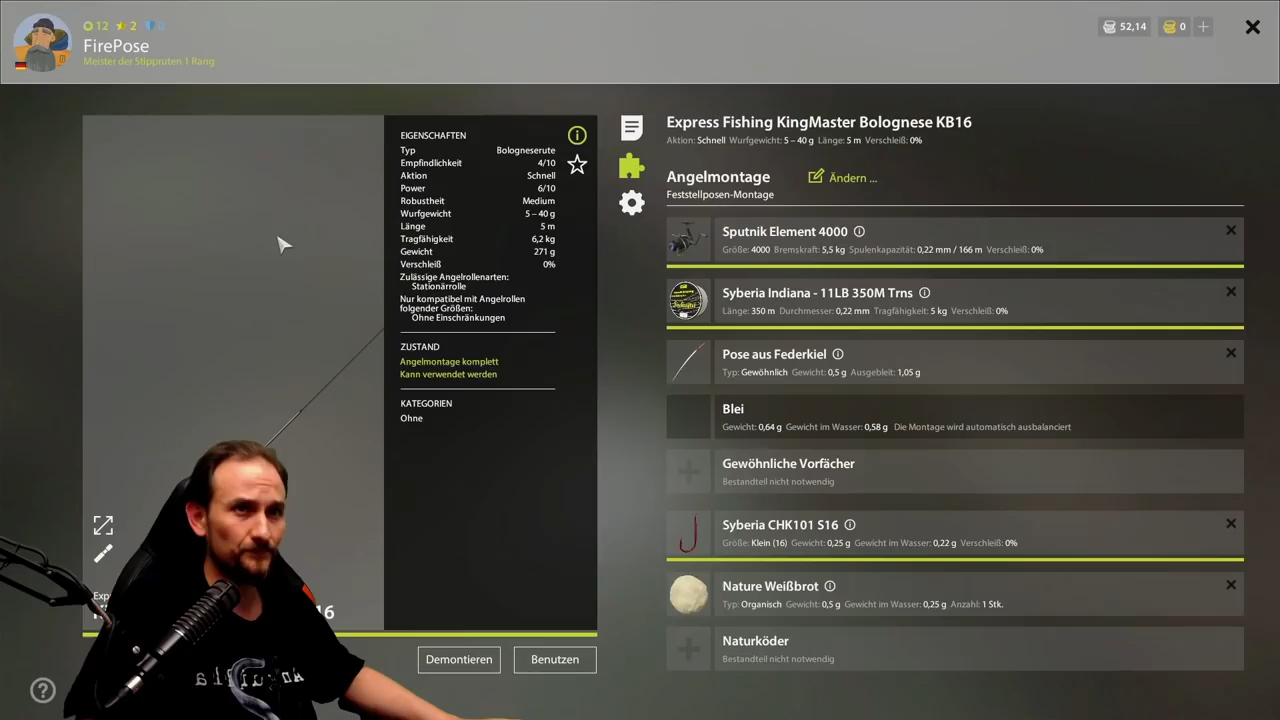 12 2 0
FirePose
Meister der Stippruten 1 Rang
52,14 0
EIGENSCHAFTEN
Typ Bologneserute
Empfindlichkeit 4/10
Aktion Schnell
Power 6/10
Robustheit Medium
Wurfgewicht 5 – 40 g
Länge 5 m
Tragfähigkeit 6,2 kg
Gewicht 271 g
Verschleiß 0%
Zulässige Angelrollenarten:
Stationärrolle
Nur kompatibel mit Angelrollen
folgender Größen:
Ohne Einschränkungen
ZUSTAND
Angelmontage komplett
Kann verwendet werden
KATEGORIEN
Ohne
Exp
K 16
Demontieren Benutzen
Express Fishing KingMaster Bolognese KB16
Aktion: Schnell Wurfgewicht: 5 – 40 g Länge: 5 m Verschleiß: 0%
Angelmontage Ändern ...
Feststellposen-Montage
Sputnik Element 4000
Größe: 4000 Bremskraft: 5,5 kg Spulenkapazität: 0,22 mm / 166 m Verschleiß: 0%
Syberia Indiana - 11LB 350M Trns
Länge: 350 m Durchmesser: 0,22 mm Tragfähigkeit: 5 kg Verschleiß: 0%
Pose aus Federkiel
Typ: Gewöhnlich Gewicht: 0,5 g Ausgebleit: 1,05 g
Blei
Gewicht: 0,64 g Gewicht im Wasser: 0,58 g Die Montage wird automatisch ausbalanciert
Gewöhnliche Vorfächer
Bestandteil nicht notwendig
Syberia CHK101 S16
Größe: Klein (16) Gewicht: 0,25 g Gewicht im Wasser: 0,22 g Verschleiß: 0%
Nature Weißbrot
Typ: Organisch Gewicht: 0,5 g Gewicht im Wasser: 0,25 g Anzahl: 1 Stk.
Naturköder
Bestandteil nicht notwendig